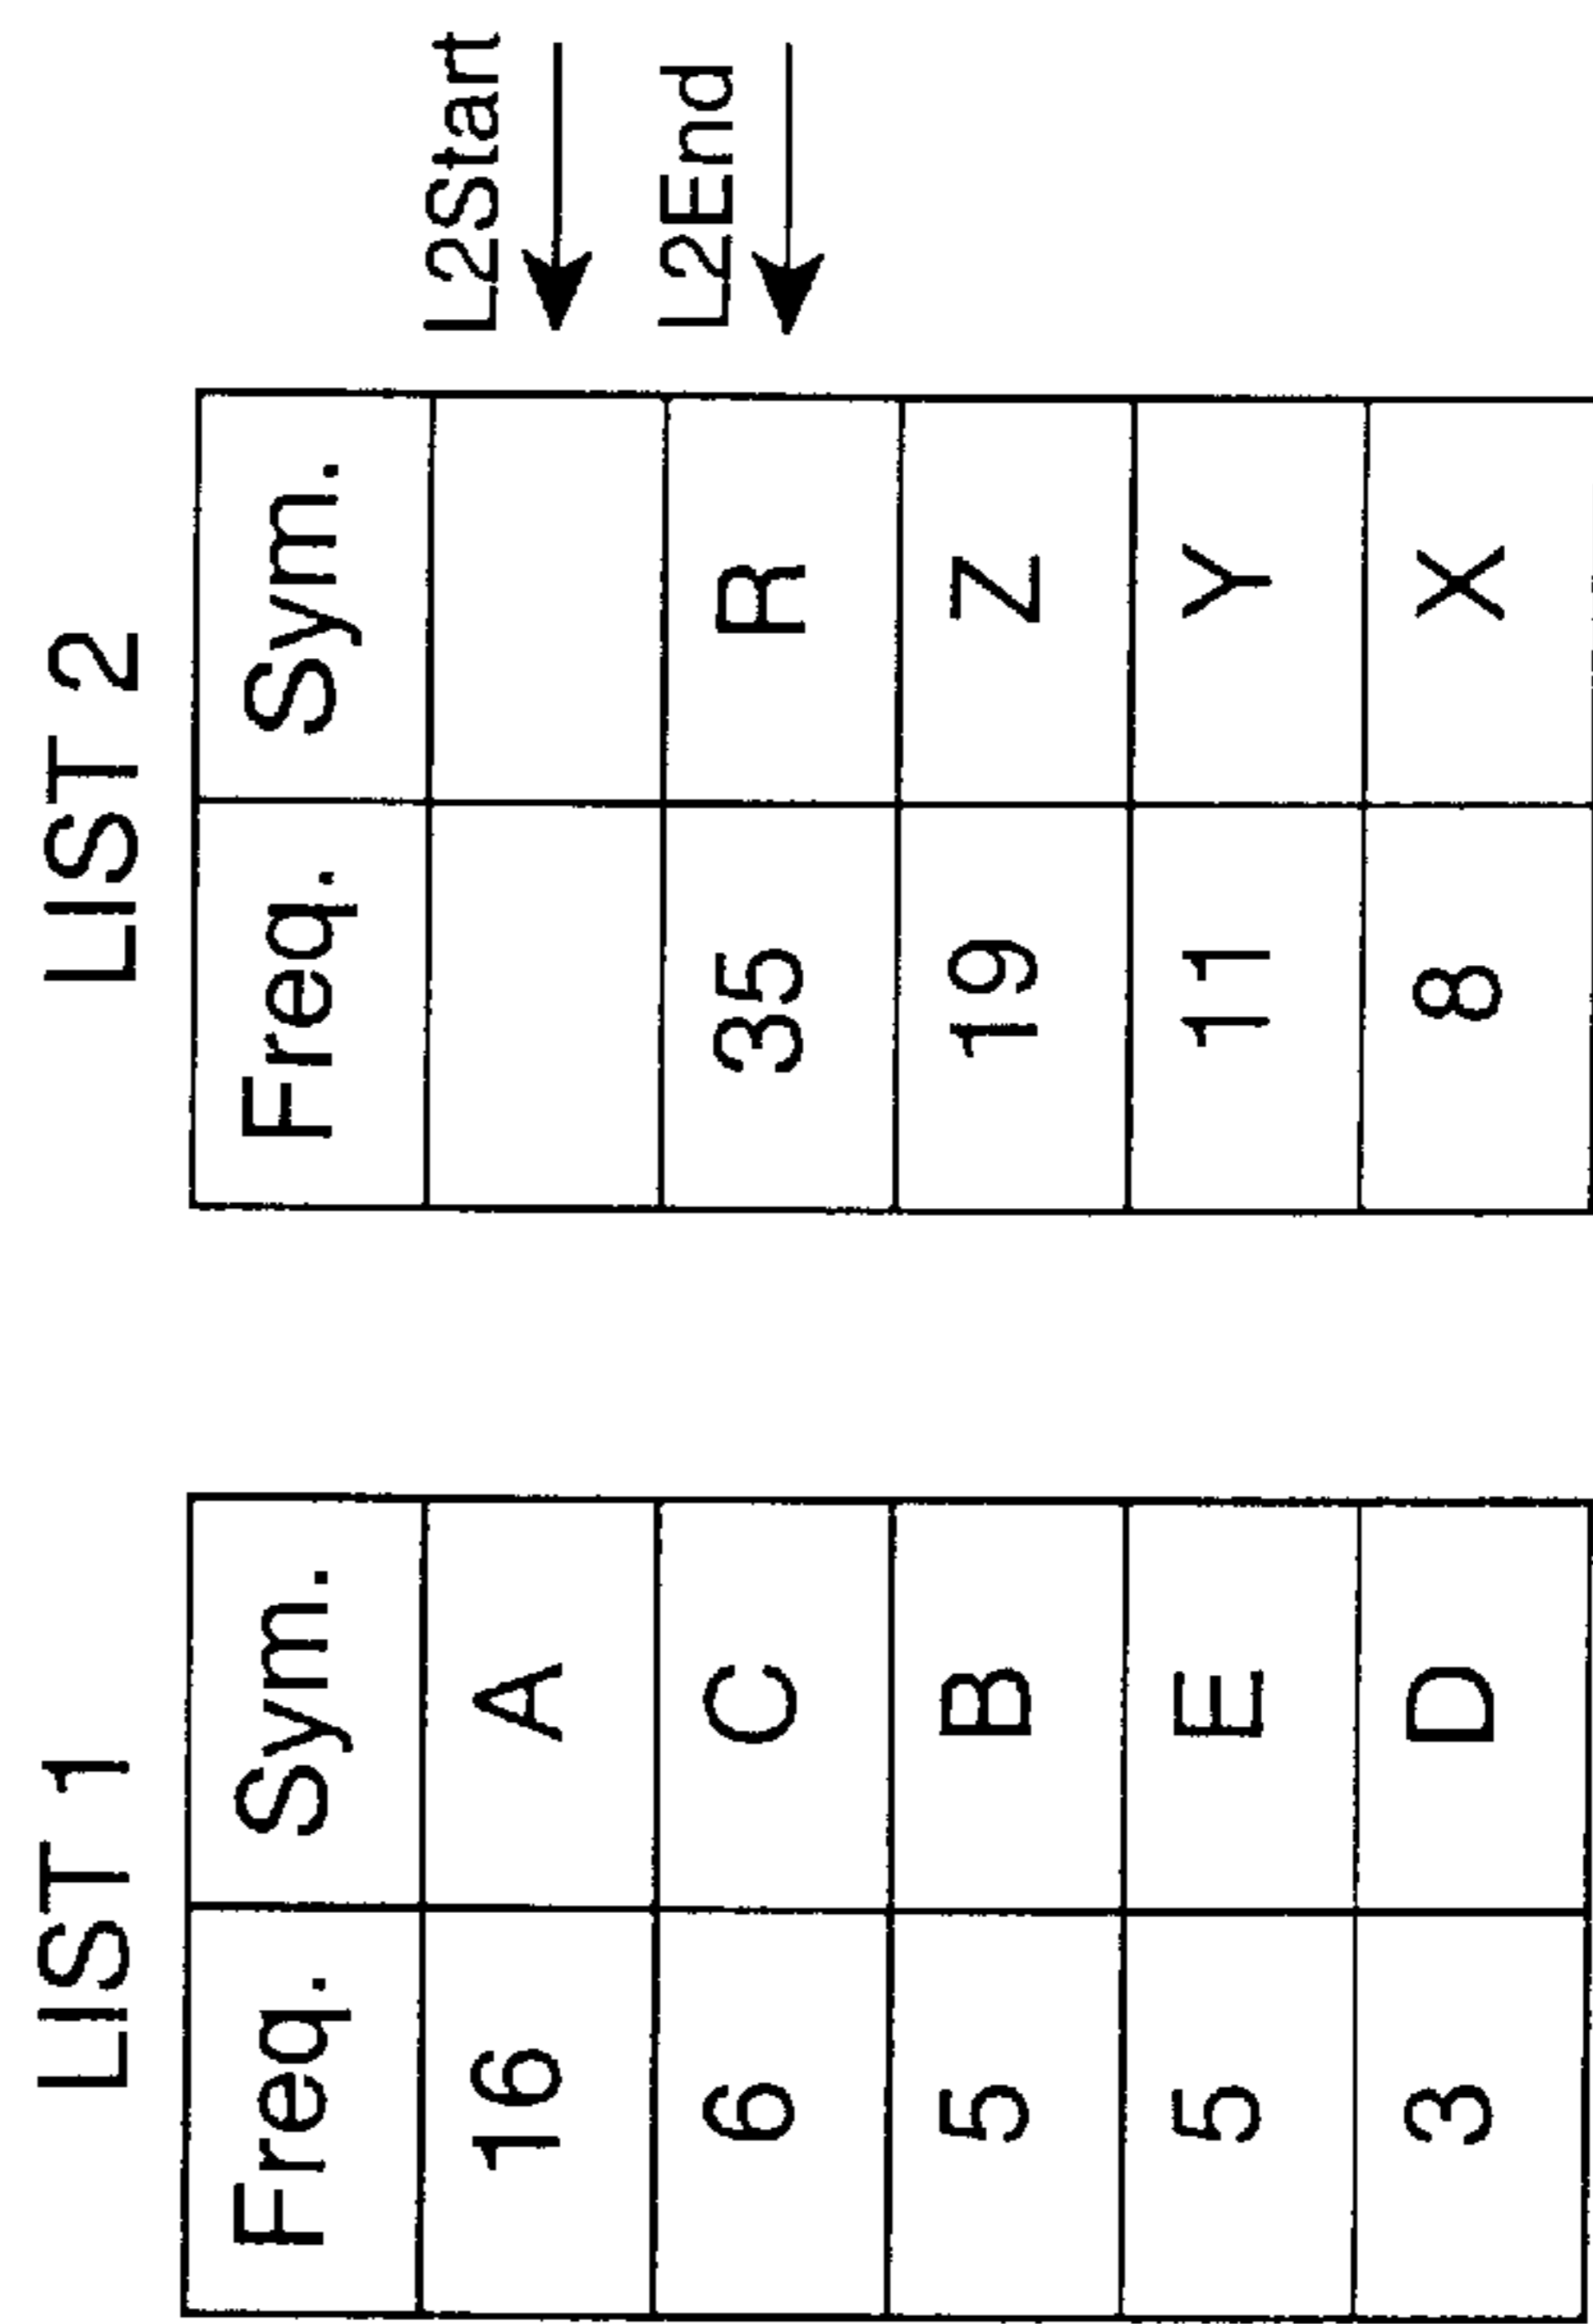 LIST 1
Freq. Sym.
16 A
6 C
5 B
5 E
3 D
LIST 2
Freq. Sym.
L2Start
35 R L2End
19 Z
11 Y
8 X